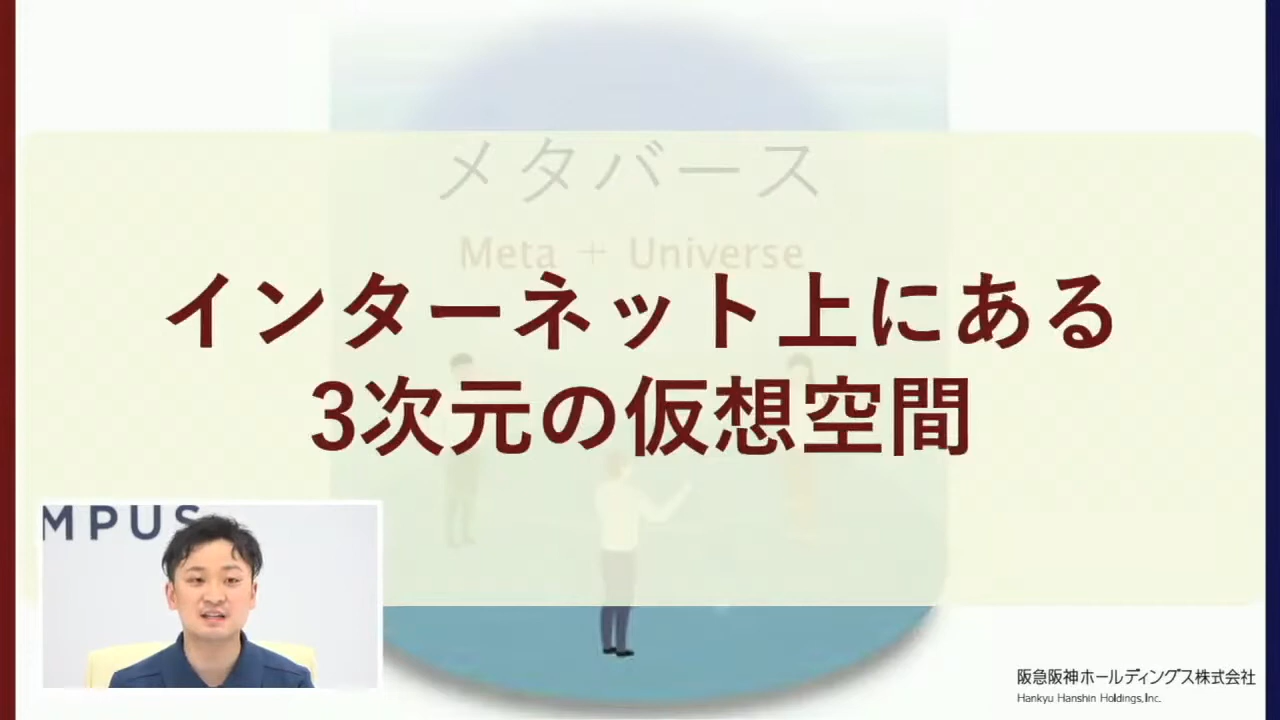 メタバース
Meta + Universe
インターネット上にある
3次元の仮想空間
MPUS
阪急阪神ホールディングス株式会社
Hankyu Hanshin Holdings,Inc.